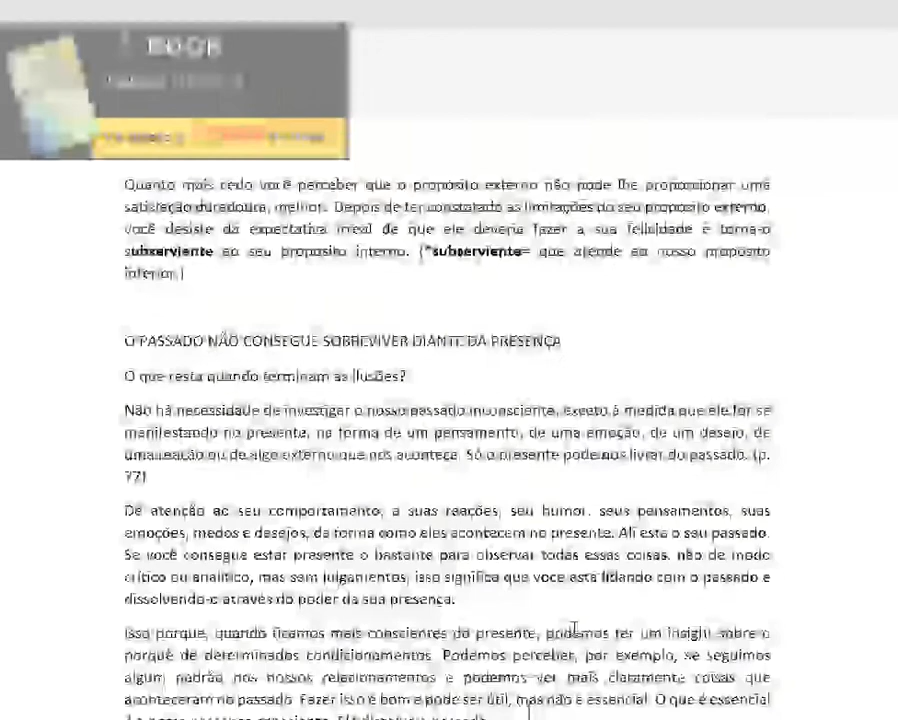 Quanto mais cedo você perceber que o propósito externo não pode lhe proporcionar uma
satisfação duradoura, melhor. Depois de ter constatado as limitações do seu propósito externo,
você desiste da expectativa irreal de que ele deveria fazer a sua felicidade e torna-o
subserviente ao seu propósito interno. (*subserviente= que atende ao nosso propósito
interior.)
O PASSADO NÃO CONSEGUE SOBREVIVER DIANTE DA PRESENÇA
O que resta quando terminam as ilusões?
Não há necessidade de investigar o nosso passado inconsciente, exceto à medida que ele for se
manifestando no presente, na forma de um pensamento, de uma emoção, de um desejo, de
uma reação ou de algo externo que nos aconteça. Só o presente pode nos livrar do passado. (p.
77)
Dê atenção ao seu comportamento, a suas reações, seu humor, seus pensamentos, suas
emoções, medos e desejos, da forma como eles acontecem no presente. Ali está o seu passado.
Se você consegue estar presente o bastante para observar todas essas coisas, não de modo
crítico ou analítico, mas sem julgamentos, isso significa que você está lidando com o passado e
dissolvendo-o através do poder da sua presença.
Isso porque, quando ficamos mais conscientes do presente, podemos ter um insight sobre o
porquê de determinados condicionamentos. Podemos perceber, por exemplo, se seguimos
algum padrão nos nossos relacionamentos e podemos ver mais claramente coisas que
aconteceram no passado. Fazer isso é bom e pode ser útil, mas não é essencial. O que é essencial